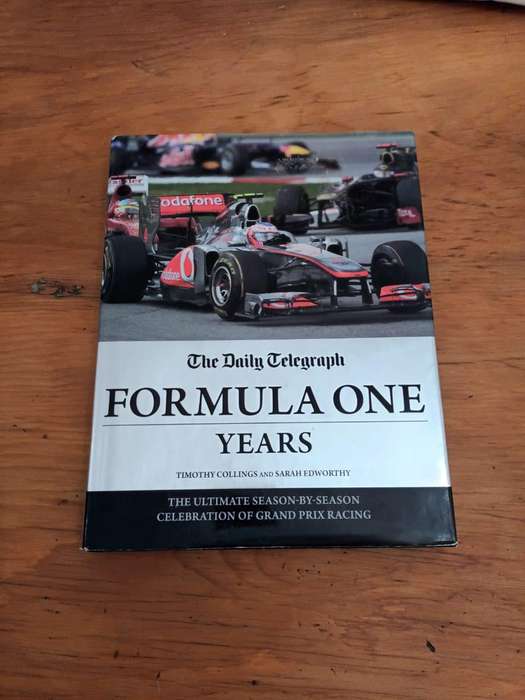 vodafone
vodafone
The Daily Telegraph
FORMULA ONE
YEARS
TIMOTHY COLLINGS AND SARAH EDWORTHY
THE ULTIMATE SEASON-BY-SEASON
CELEBRATION OF GRAND PRIX RACING